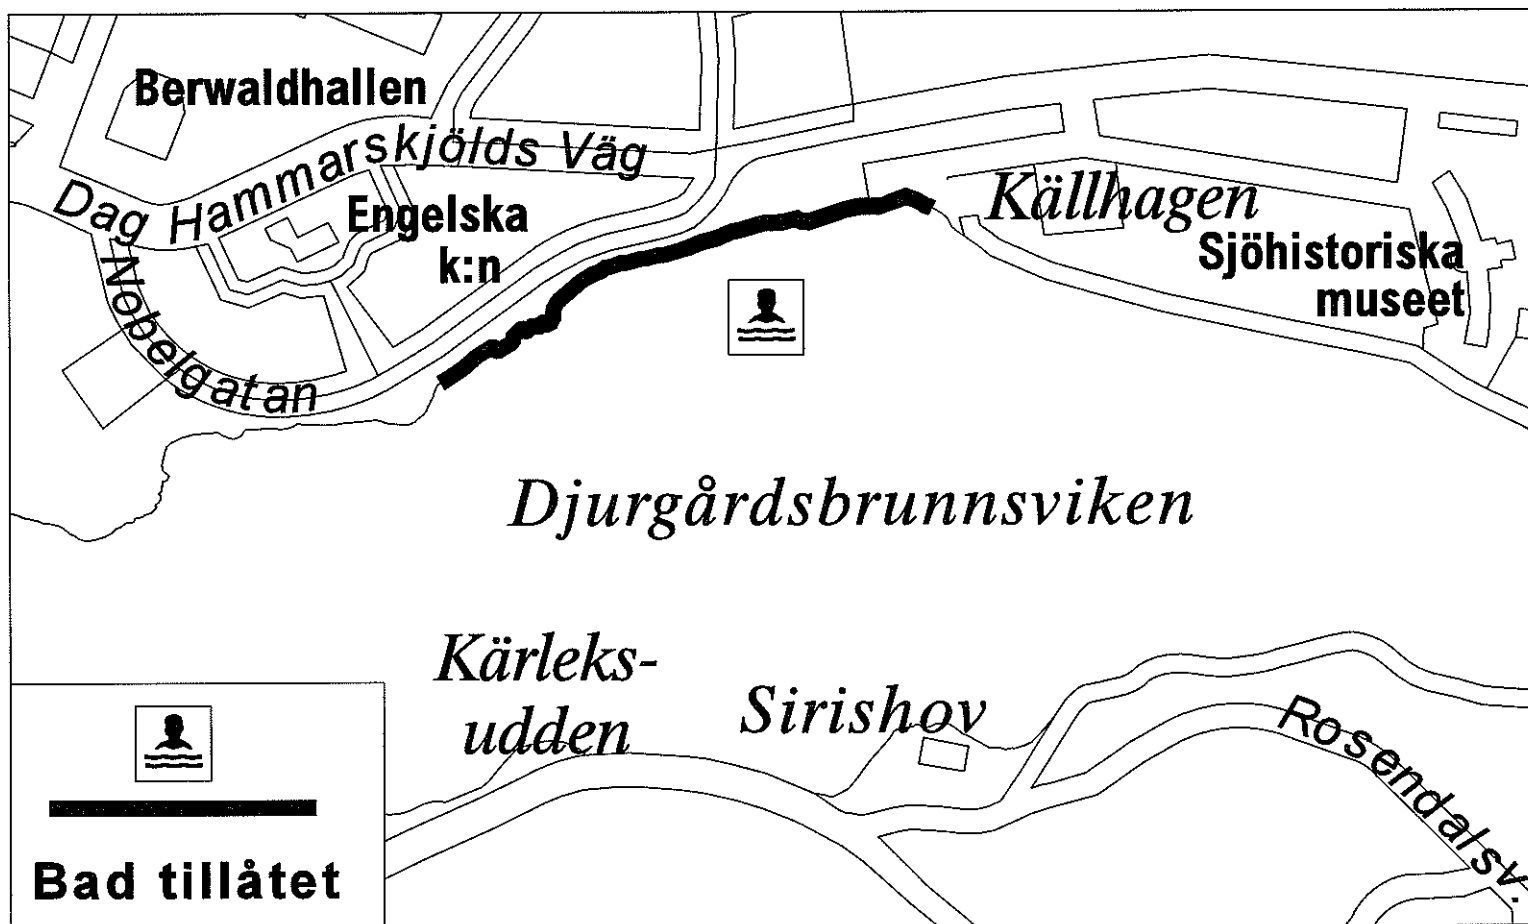 Berwaldhallen
Dag Hammarskjölds Väg
Engelska
k:n
Källhagen
Sjöhistoriska
museet
Nobelgatan
Djurgårdsbrunnsviken
Kärleks-
udden
Sirishov
Rosendalsv.
Bad tillåtet